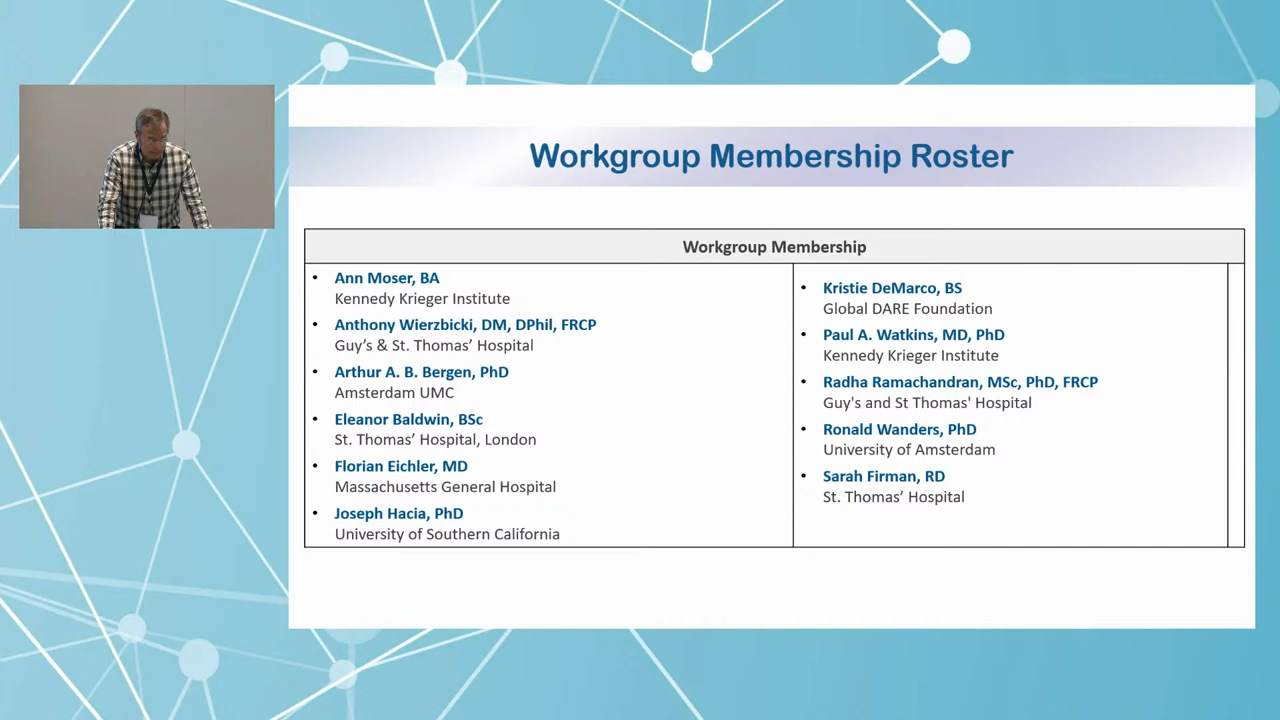 Workgroup Membership Roster
Workgroup Membership
• Ann Moser, BA
Kennedy Krieger Institute
• Anthony Wierzbicki, DM, DPhil, FRCP
Guy’s & St. Thomas’ Hospital
• Arthur A. B. Bergen, PhD
Amsterdam UMC
• Eleanor Baldwin, BSc
St. Thomas’ Hospital, London
• Florian Eichler, MD
Massachusetts General Hospital
• Joseph Hacia, PhD
University of Southern California
• Kristie DeMarco, BS
Global DARE Foundation
• Paul A. Watkins, MD, PhD
Kennedy Krieger Institute
• Radha Ramachandran, MSc, PhD, FRCP
Guy's and St Thomas' Hospital
• Ronald Wanders, PhD
University of Amsterdam
• Sarah Firman, RD
St. Thomas’ Hospital